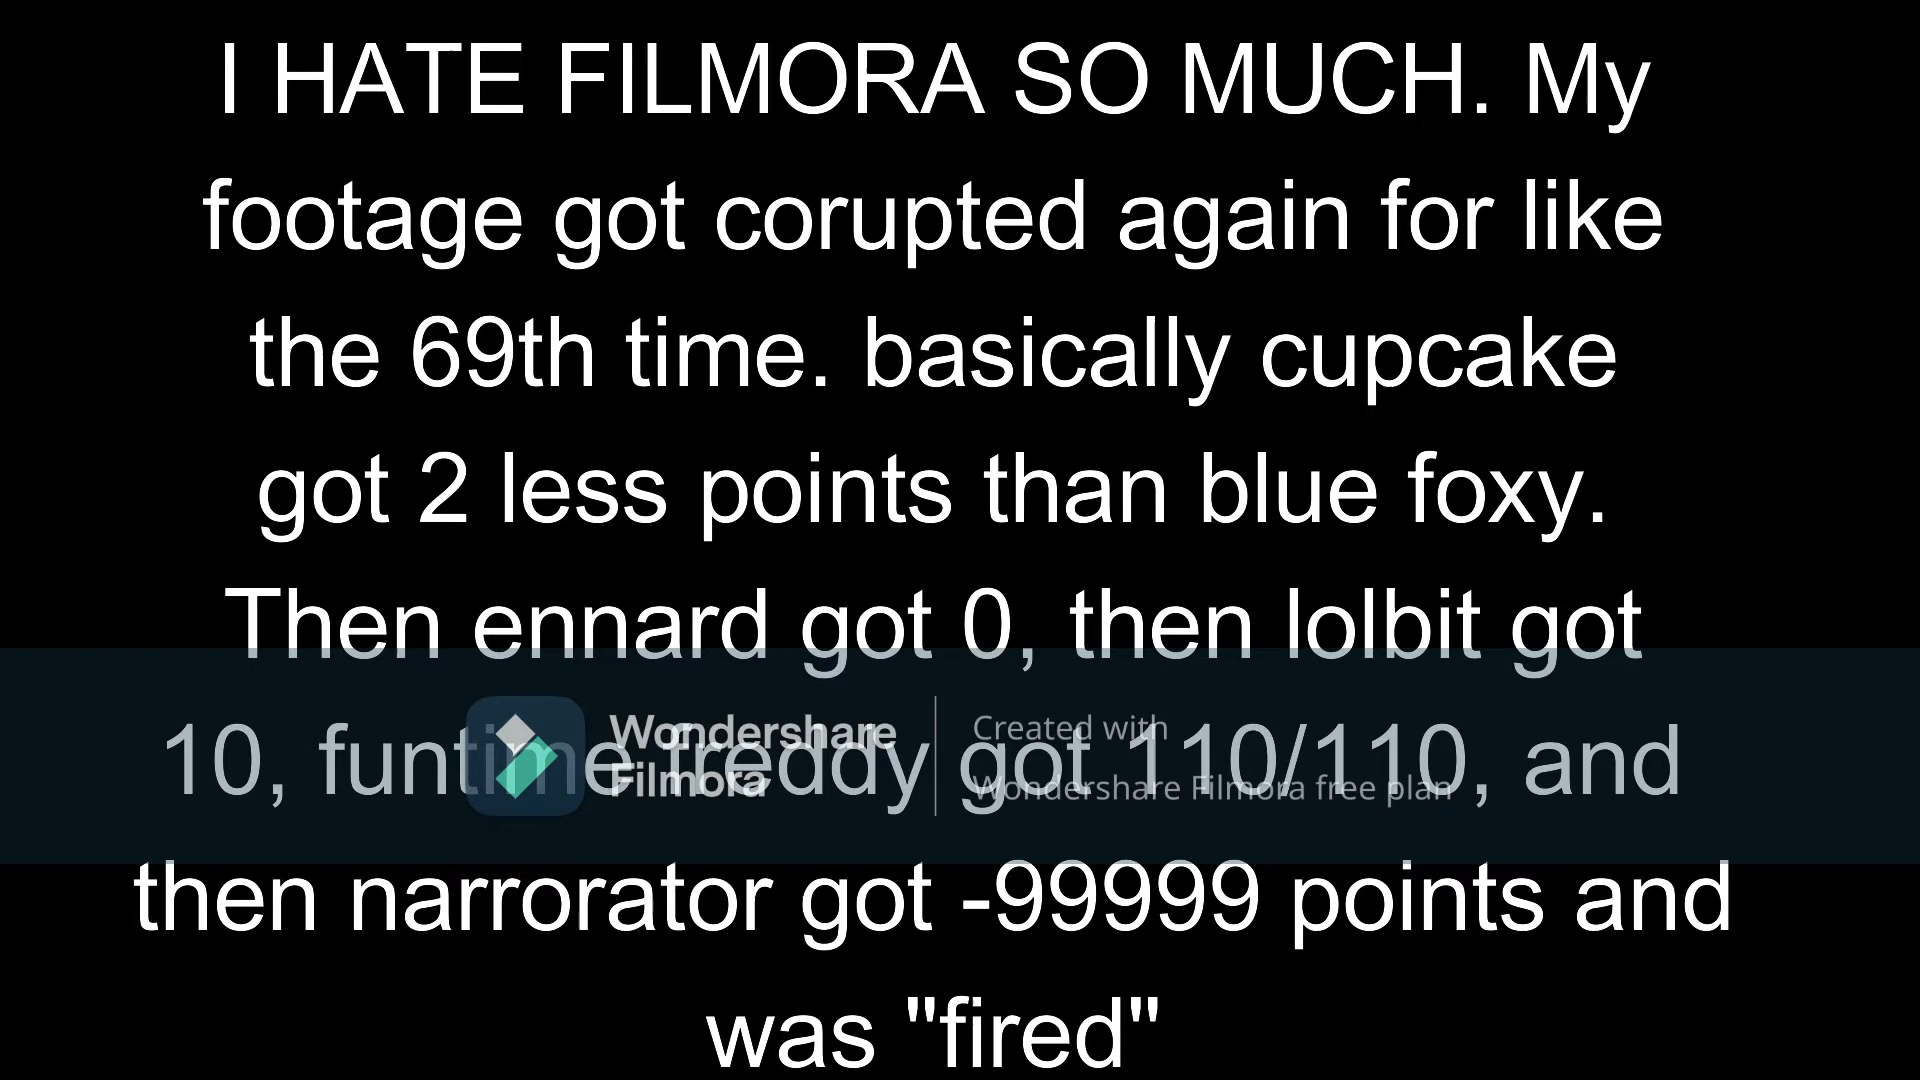 I HATE FILMORA SO MUCH. My
footage got corupted again for like
the 69th time. basically cupcake
got 2 less points than blue foxy.
Then ennard got 0, then lolbit got
10, funtime freddy got 110/110, and
Wondershare
Filmora
Created with
Wondershare Filmora free plan
then narrorator got -99999 points and
was "fired"